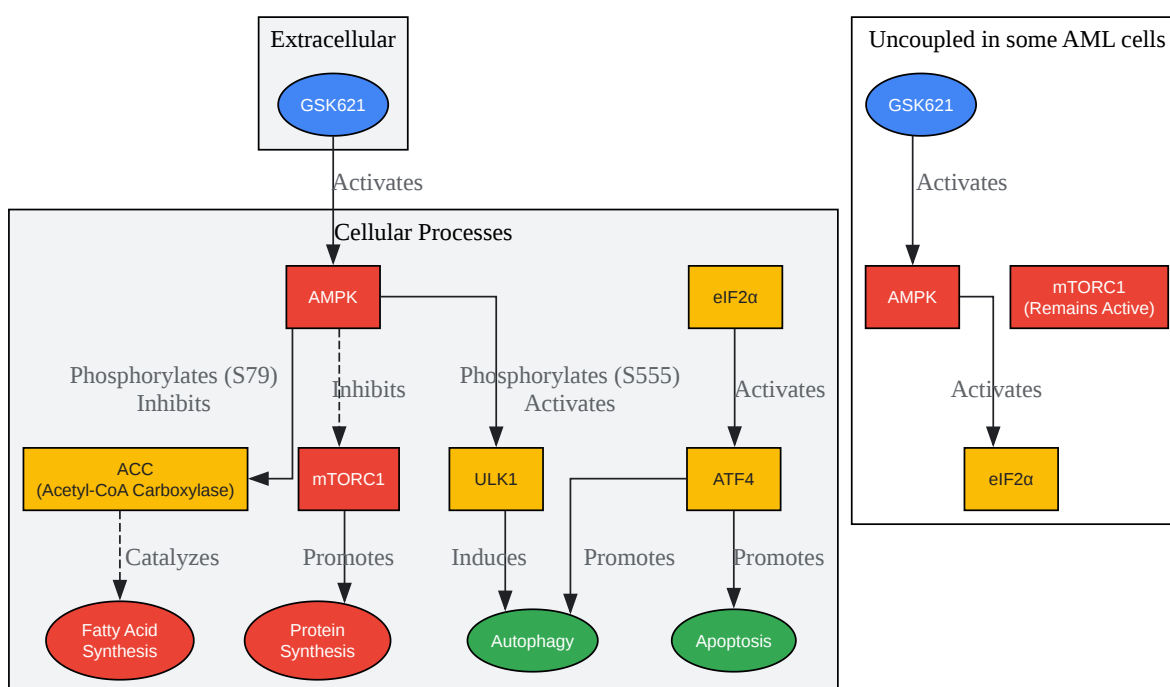 Extracellular
GSK621
Activates
Cellular Processes
AMPK
eIF2α
Phosphorylates (S79)
Inhibits
Inhibits
Phosphorylates (S555)
Activates
Activates
ACC
(Acetyl-CoA Carboxylase)
mTORC1
ULK1
ATF4
Catalyzes
Promotes
Induces
Promotes
Promotes
Fatty Acid
Synthesis
Protein
Synthesis
Autophagy
Apoptosis
Uncoupled in some AML cells
GSK621
Activates
AMPK
mTORC1
(Remains Active)
Activates
eIF2α